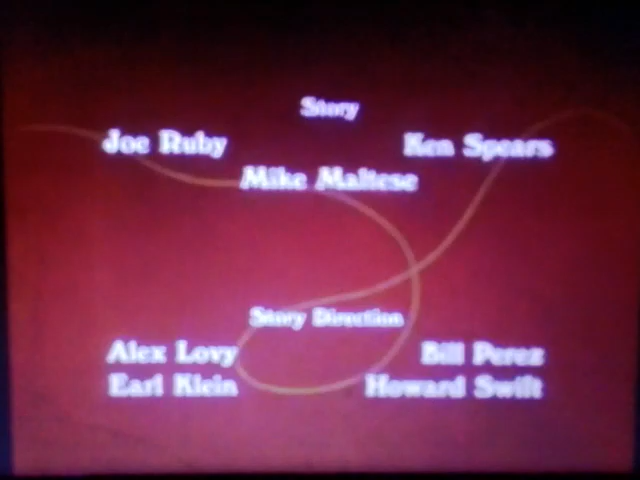 Story
Joe Ruby Ken Spears
Mike Maltese
Story Direction
Alex Lovy Bill Perez
Earl Klein Howard Swift